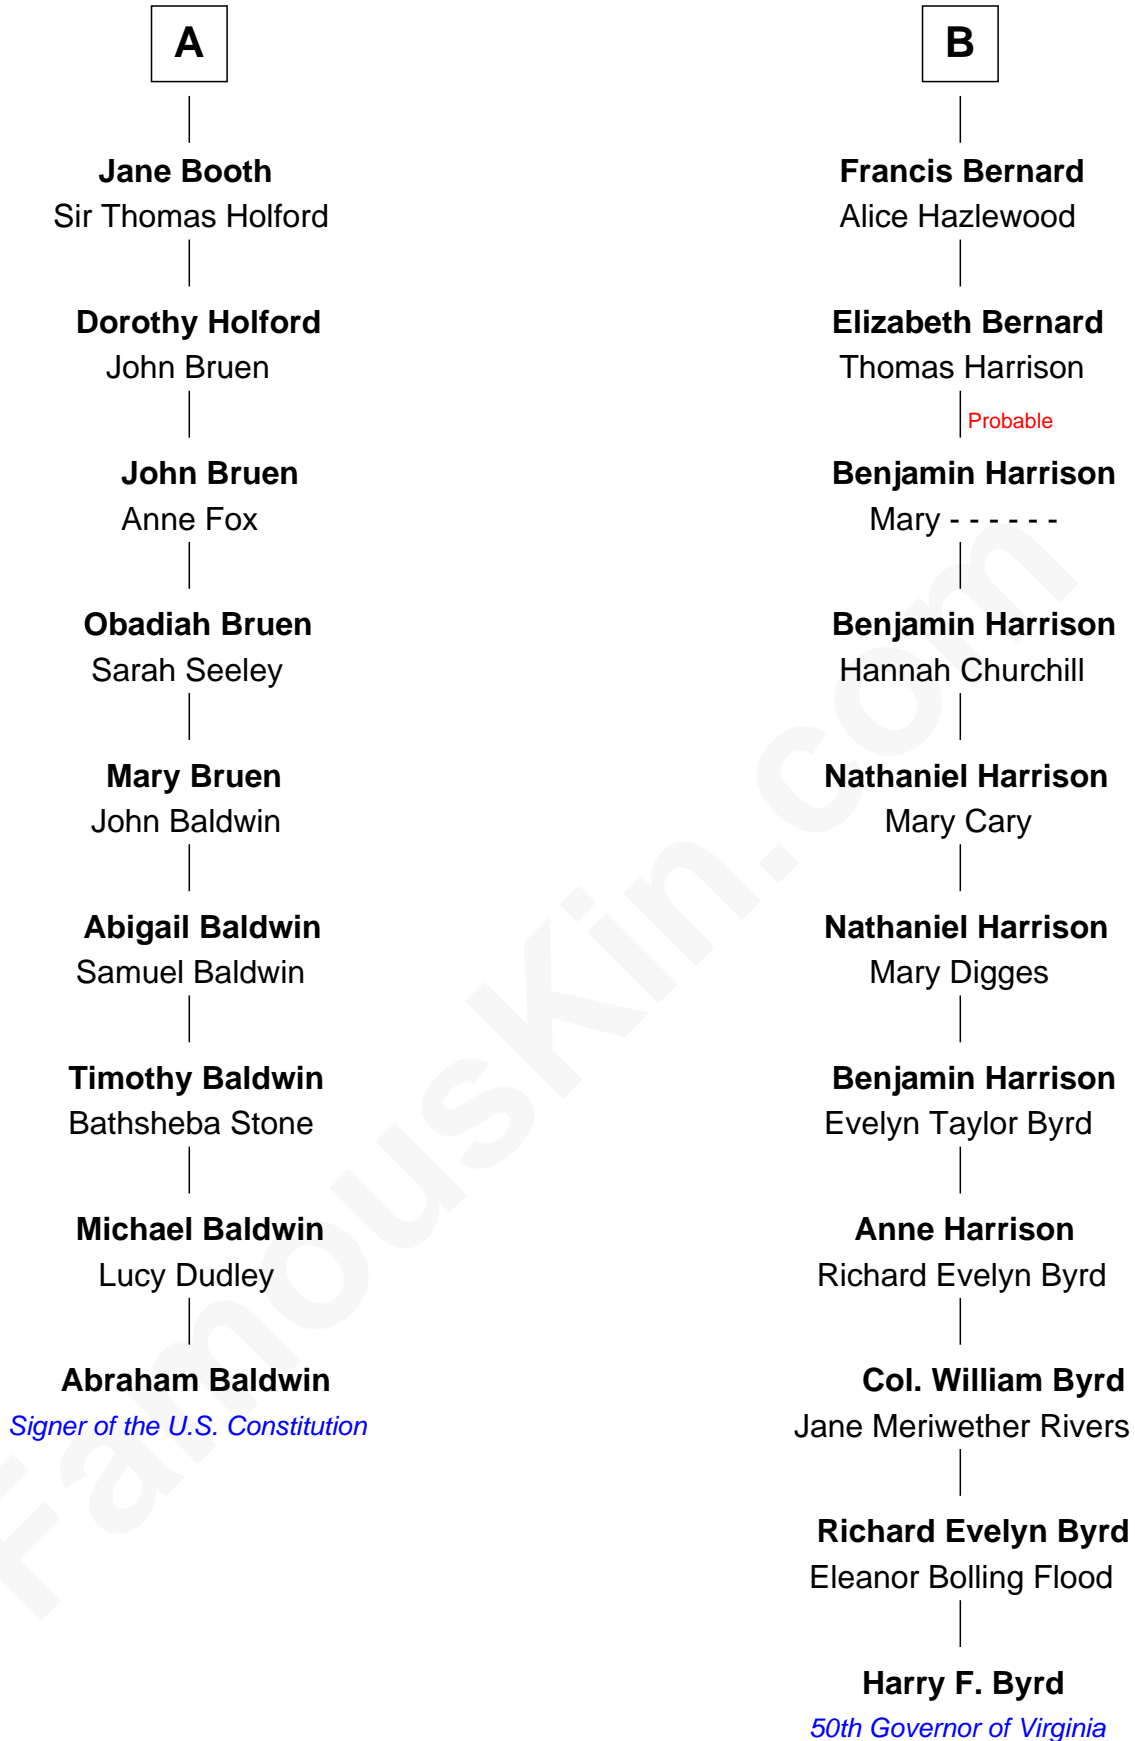 A
Jane Booth
Sir Thomas Holford
Dorothy Holford
John Bruen
John Bruen
Anne Fox
Obadiah Bruen
Sarah Seeley
Mary Bruen
John Baldwin
Abigail Baldwin
Samuel Baldwin
Timothy Baldwin
Bathsheba Stone
Michael Baldwin
Lucy Dudley
Abraham Baldwin
Signer of the U.S. Constitution
B
Francis Bernard
Alice Hazlewood
Elizabeth Bernard
Thomas Harrison
Probable
Benjamin Harrison
Mary - - - - - -
Benjamin Harrison
Hannah Churchill
Nathaniel Harrison
Mary Cary
Nathaniel Harrison
Mary Digges
Benjamin Harrison
Evelyn Taylor Byrd
Anne Harrison
Richard Evelyn Byrd
Col. William Byrd
Jane Meriwether Rivers
Richard Evelyn Byrd
Eleanor Bolling Flood
Harry F. Byrd
50th Governor of Virginia
FamousKin.com